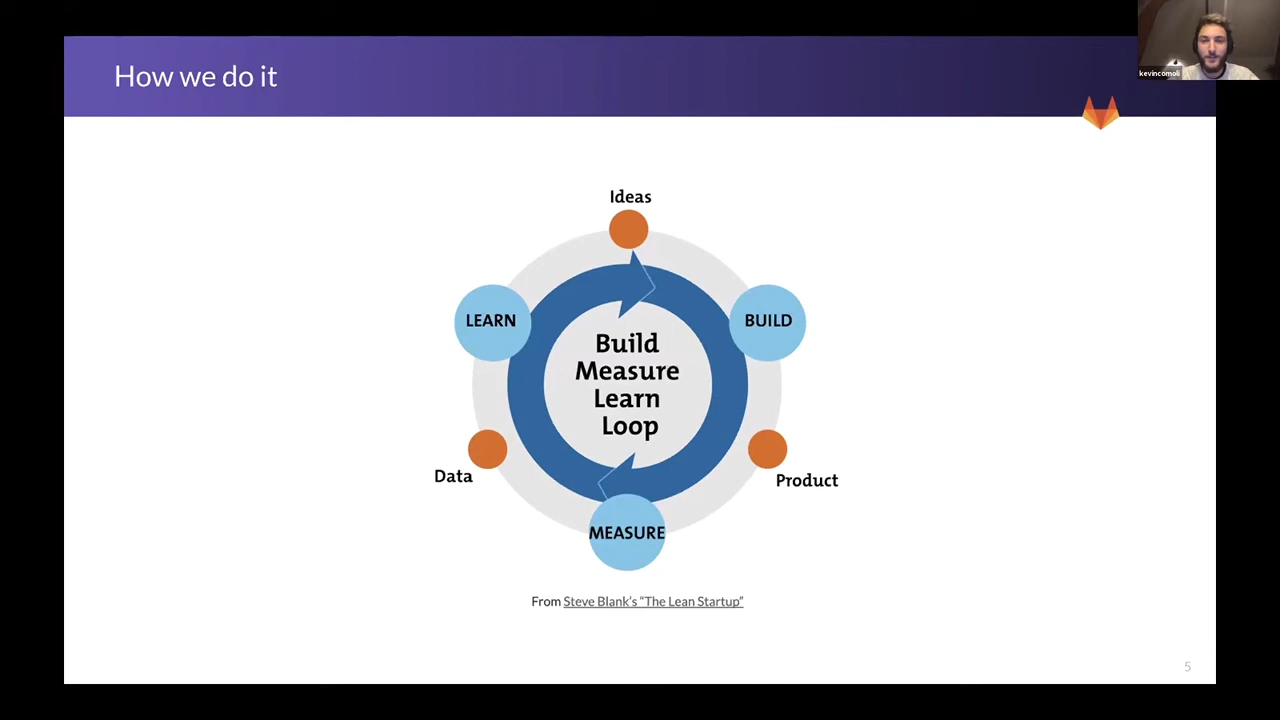 How we do it
kevincomoli
Ideas
LEARN
BUILD
Build
Measure
Learn
Loop
Data
Product
MEASURE
From Steve Blank's “The Lean Startup”
5